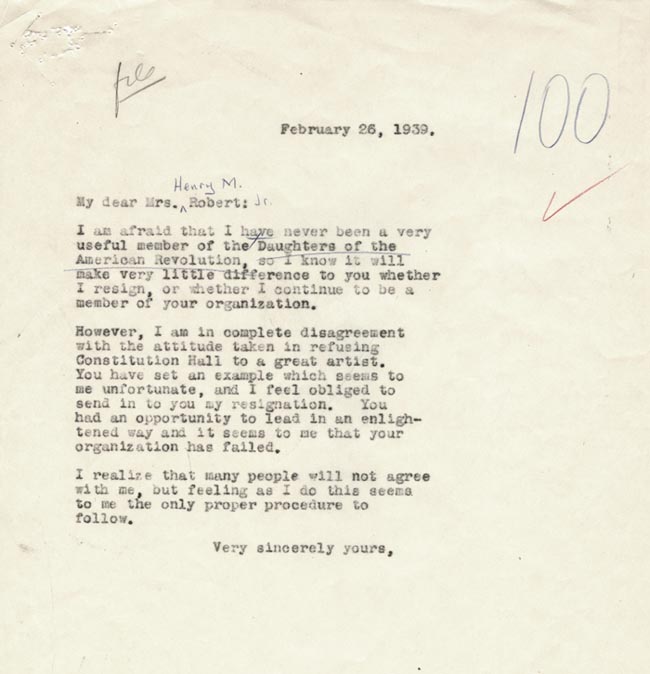 file
100
February 26, 1939.
Henry M.
My dear Mrs. ^ Robert: Jr.
I am afraid that I have never been a very
useful member of the Daughters of the
American Revolution, so I know it will
make very little difference to you whether
I resign, or whether I continue to be a
member of your organization.
However, I am in complete disagreement
with the attitude taken in refusing
Constitution Hall to a great artist.
You have set an example which seems to
me unfortunate, and I feel obliged to
send in to you my resignation. You
had an opportunity to lead in an enligh-
tened way and it seems to me that your
organization has failed.
I realize that many people will not agree
with me, but feeling as I do this seems
to me the only proper procedure to
follow.
Very sincerely yours,